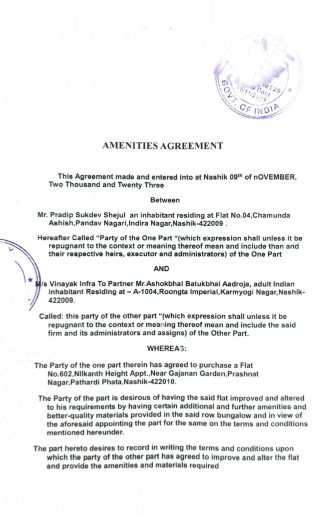 GOVT. OF INDIA
AMENITIES AGREEMENT
This Agreement made and entered into at Nashik 09th of nOVEMBER,
Two Thousand and Twenty Three
Between
Mr. Pradip Sukdev Shejul an inhabitant residing at Flat No.04,Chamunda
Ashish,Pandav Nagari,Indira Nagar,Nashik-422009 .
Hereafter Called "Party of the One Part "(which expression shall unless it be
repugnant to the context or meaning thereof mean and include than and
their respective heirs, executor and administrators) of the One Part
AND
M/s Vinayak Infra To Partner Mr.Ashokbhai Batukbhai Aadroja, adult Indian
inhabitant Residing at – A-1004,Roongta Imperial,Karmyogi Nagar,Nashik-
422009.
Called: this party of the other part "(which expression shall unless it be
repugnant to the context or meaning thereof mean and include the said
firm and its administrators and assigns) of the Other Part.
WHEREAS:
The Party of the one part therein has agreed to purchase a Flat
No.602,Nilkanth Height Appt.,Near Gajanan Garden,Prashnat
Nagar,Pathardi Phata,Nashik-422010.
The Party of the part is desirous of having the said flat improved and altered
to his requirements by having certain additional and further amenities and
better-quality materials provided in the said row bungalow and in view of
the aforesaid appointing the part for the same on the terms and conditions
mentioned hereunder.
The part hereto desires to record in writing the terms and conditions upon
which the party of the other part has agreed to improve and alter the flat
and provide the amenities and materials required